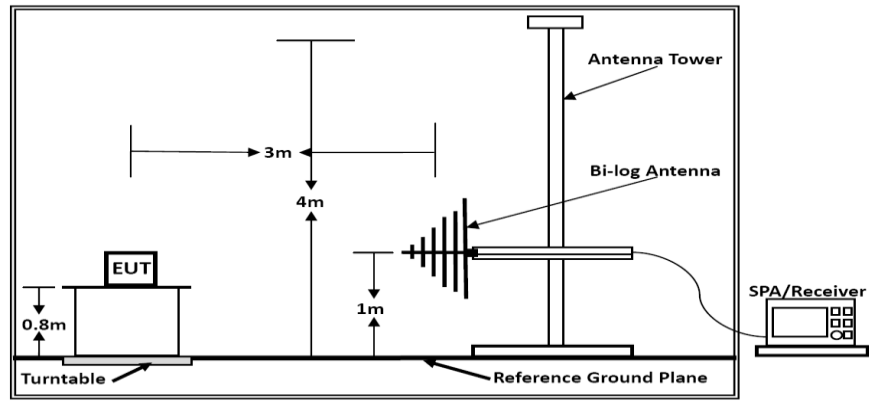 Antenna Tower
3m
Bi-log Antenna
4m
EUT
SPA/Receiver
0.8m
1m
Turntable
Reference Ground Plane